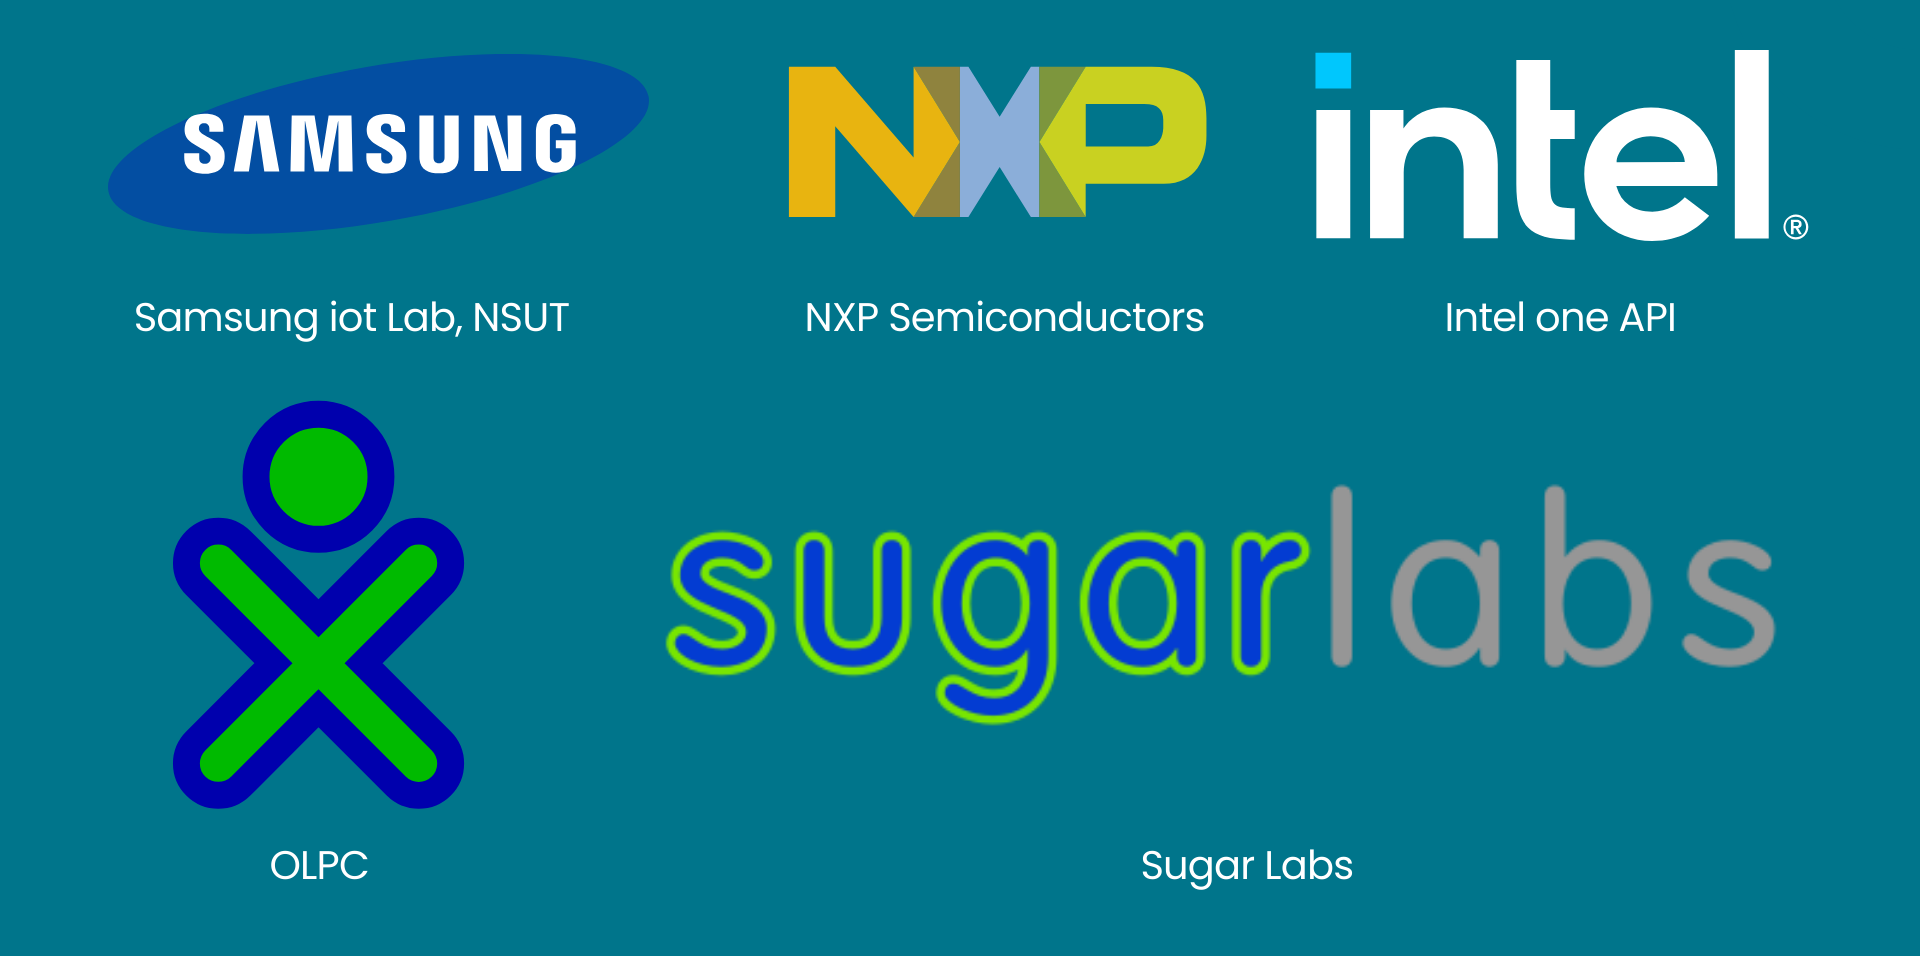 SAMSUNG
NXP
intel®
Samsung iot Lab, NSUT
NXP Semiconductors
Intel one API
sugarlabs
OLPC
Sugar Labs